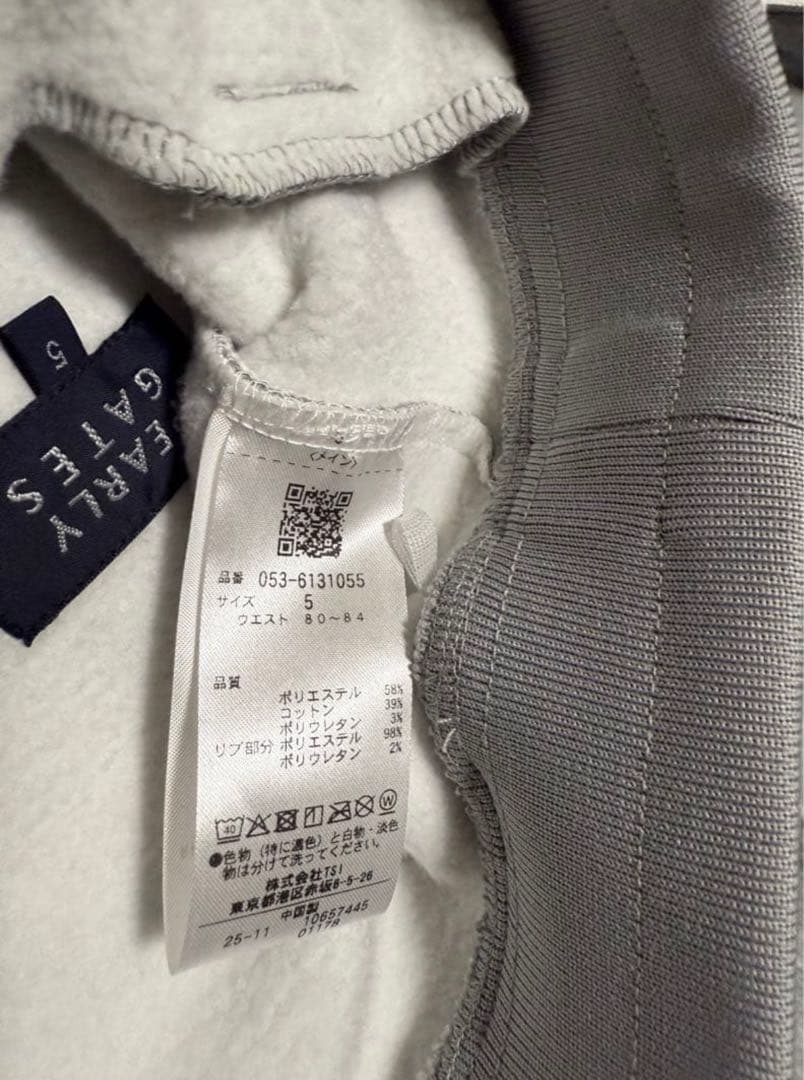 5
PEARLY
GATES
〈メイン〉
品番 053-6131055
サイズ 5
ウエスト 80～84
品質
ポリエステル 58%
コットン 39%
ポリウレタン 3%
リブ部分 ポリエステル 98%
ポリウレタン 2%
40 W
●色物（特に濃色）と白物・淡色
物は分けて洗ってください。
株式会社TSI
東京都港区赤坂8-5-26
中国製
25-11 10657445
0117R